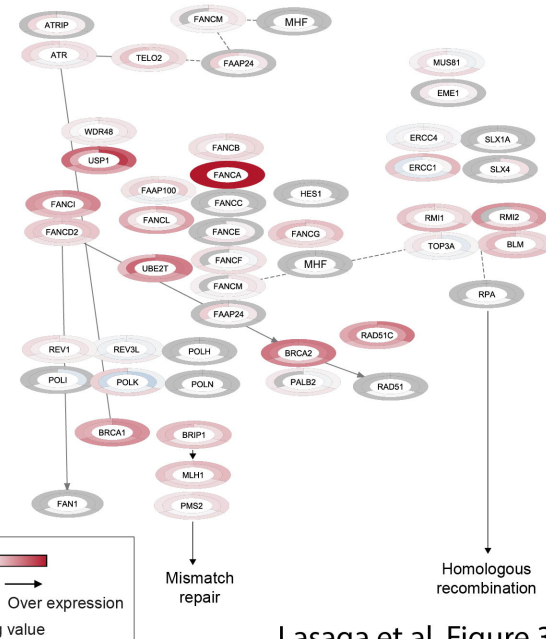 ATRIP
FANCM
MHF
ATR
TELO2
FAAP24
MUS81
EME1
WDR48
USP1
FANCB
ERCC4
SLX1A
FANCA
ERCC1
SLX4
FAAP100
FANCC
HES1
FANCI
FANCL
FANCE
FANCG
RMI1
RMI2
FANCD2
TOP3A
BLM
UBE2T
FANCF
MHF
FANCM
RPA
FAAP24
RAD51C
REV1
REV3L
POLH
BRCA2
POLI
POLK
POLN
PALB2
RAD51
BRCA1
BRIP1
MLH1
FAN1
PMS2
Mismatch
repair
Homologous
recombination
Over expression
value
Lasaga et al. Figure